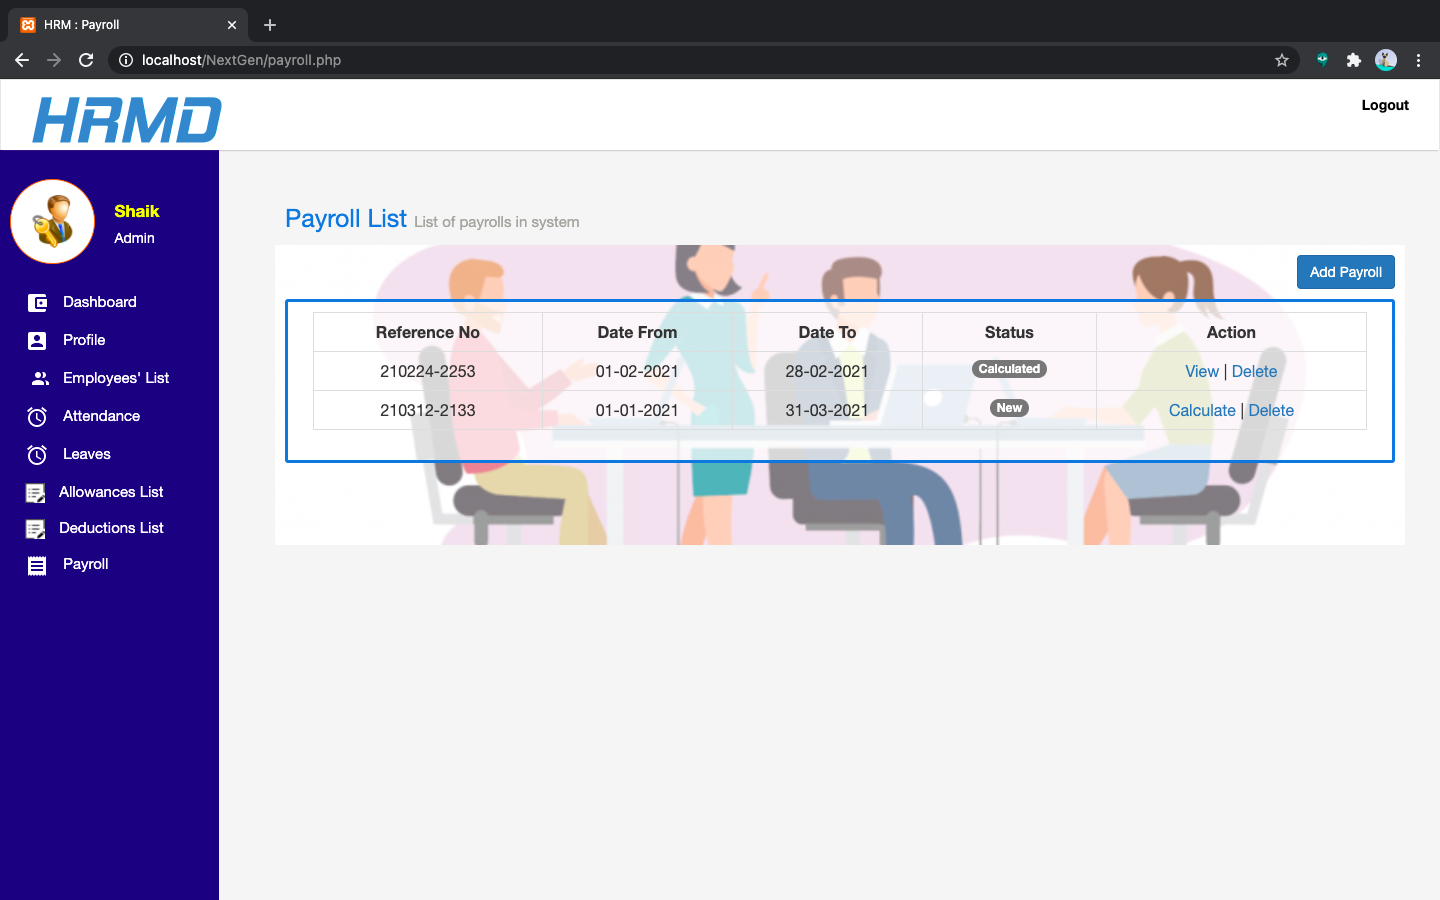 HRM : Payroll
localhost/NextGen/payroll.php
HRMD
Logout
Shaik
Admin
Dashboard
Profile
Employees' List
Attendance
Leaves
Allowances List
Deductions List
Payroll
Payroll List List of payrolls in system
Add Payroll
Reference No Date From Date To Status Action
210224-2253 01-02-2021 28-02-2021 Calculated View | Delete
210312-2133 01-01-2021 31-03-2021 New Calculate | Delete